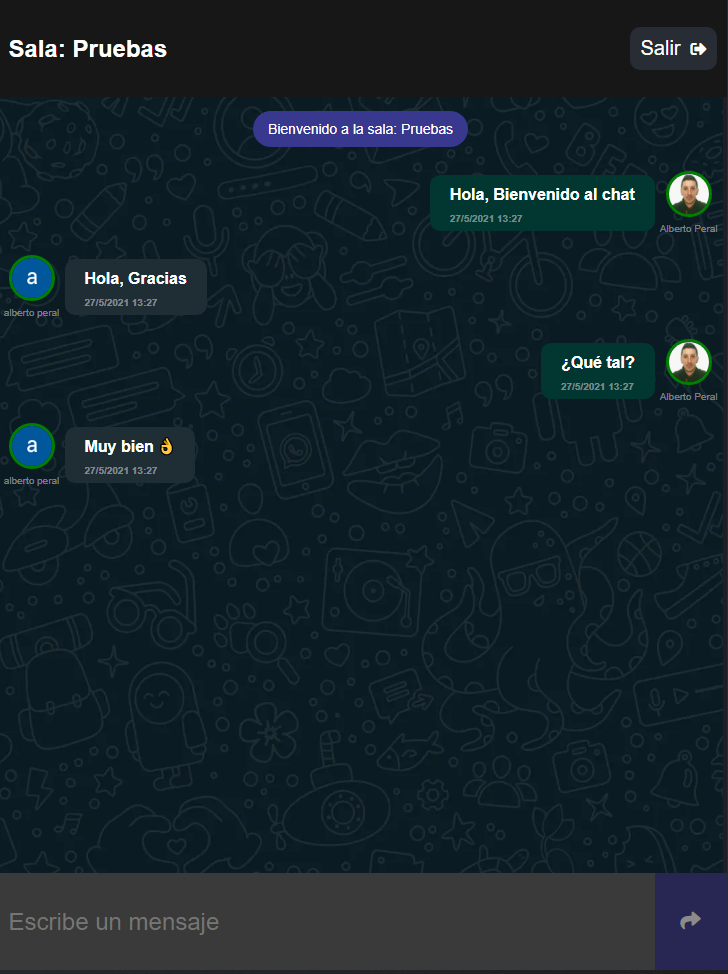 Sala: Pruebas
Salir
Bienvenido a la sala: Pruebas
Hola, Bienvenido al chat
27/5/2021 13:27
Alberto Peral
a
Hola, Gracias
27/5/2021 13:27
alberto peral
¿Qué tal?
27/5/2021 13:27
Alberto Peral
a
Muy bien 👌
27/5/2021 13:27
alberto peral
Escribe un mensaje